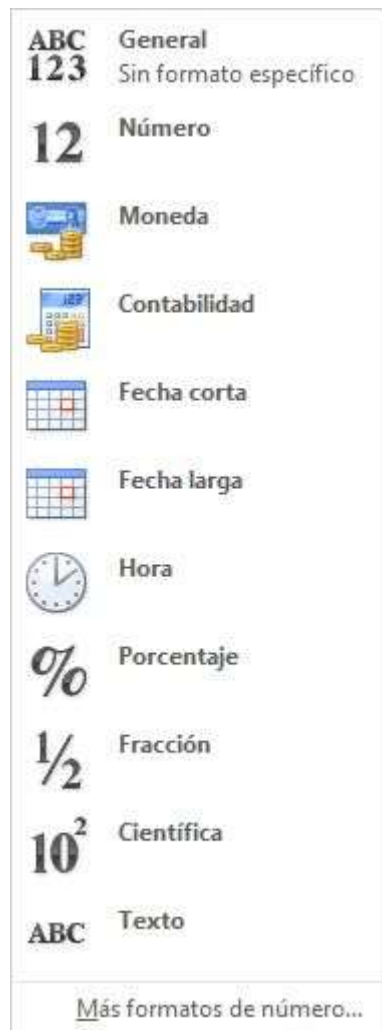 ABC
123
General
Sin formato específico
12
Número
Moneda
123
Contabilidad
Fecha corta
Fecha larga
Hora
%
Porcentaje
1/2
Fracción
10²
Científica
ABC
Texto
Más formatos de número...